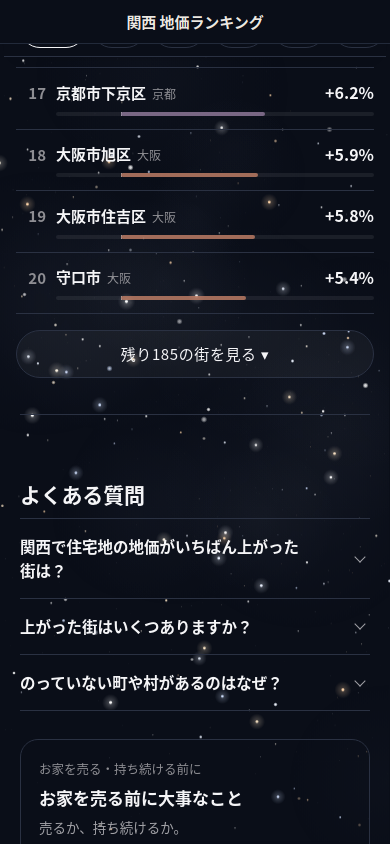 関西 地価ランキング
17 京都市下京区 京都 +6.2%
18 大阪市旭区 大阪 +5.9%
19 大阪市住吉区 大阪 +5.8%
20 守口市 大阪 +5.4%
残り185の街を見る ▾
よくある質問
関西で住宅地の地価がいちばん上がった
街は？
上がった街はいくつありますか？
のっていない町や村があるのはなぜ？
お家を売る・持ち続ける前に
お家を売る前に大事なこと
売るか、持ち続けるか。